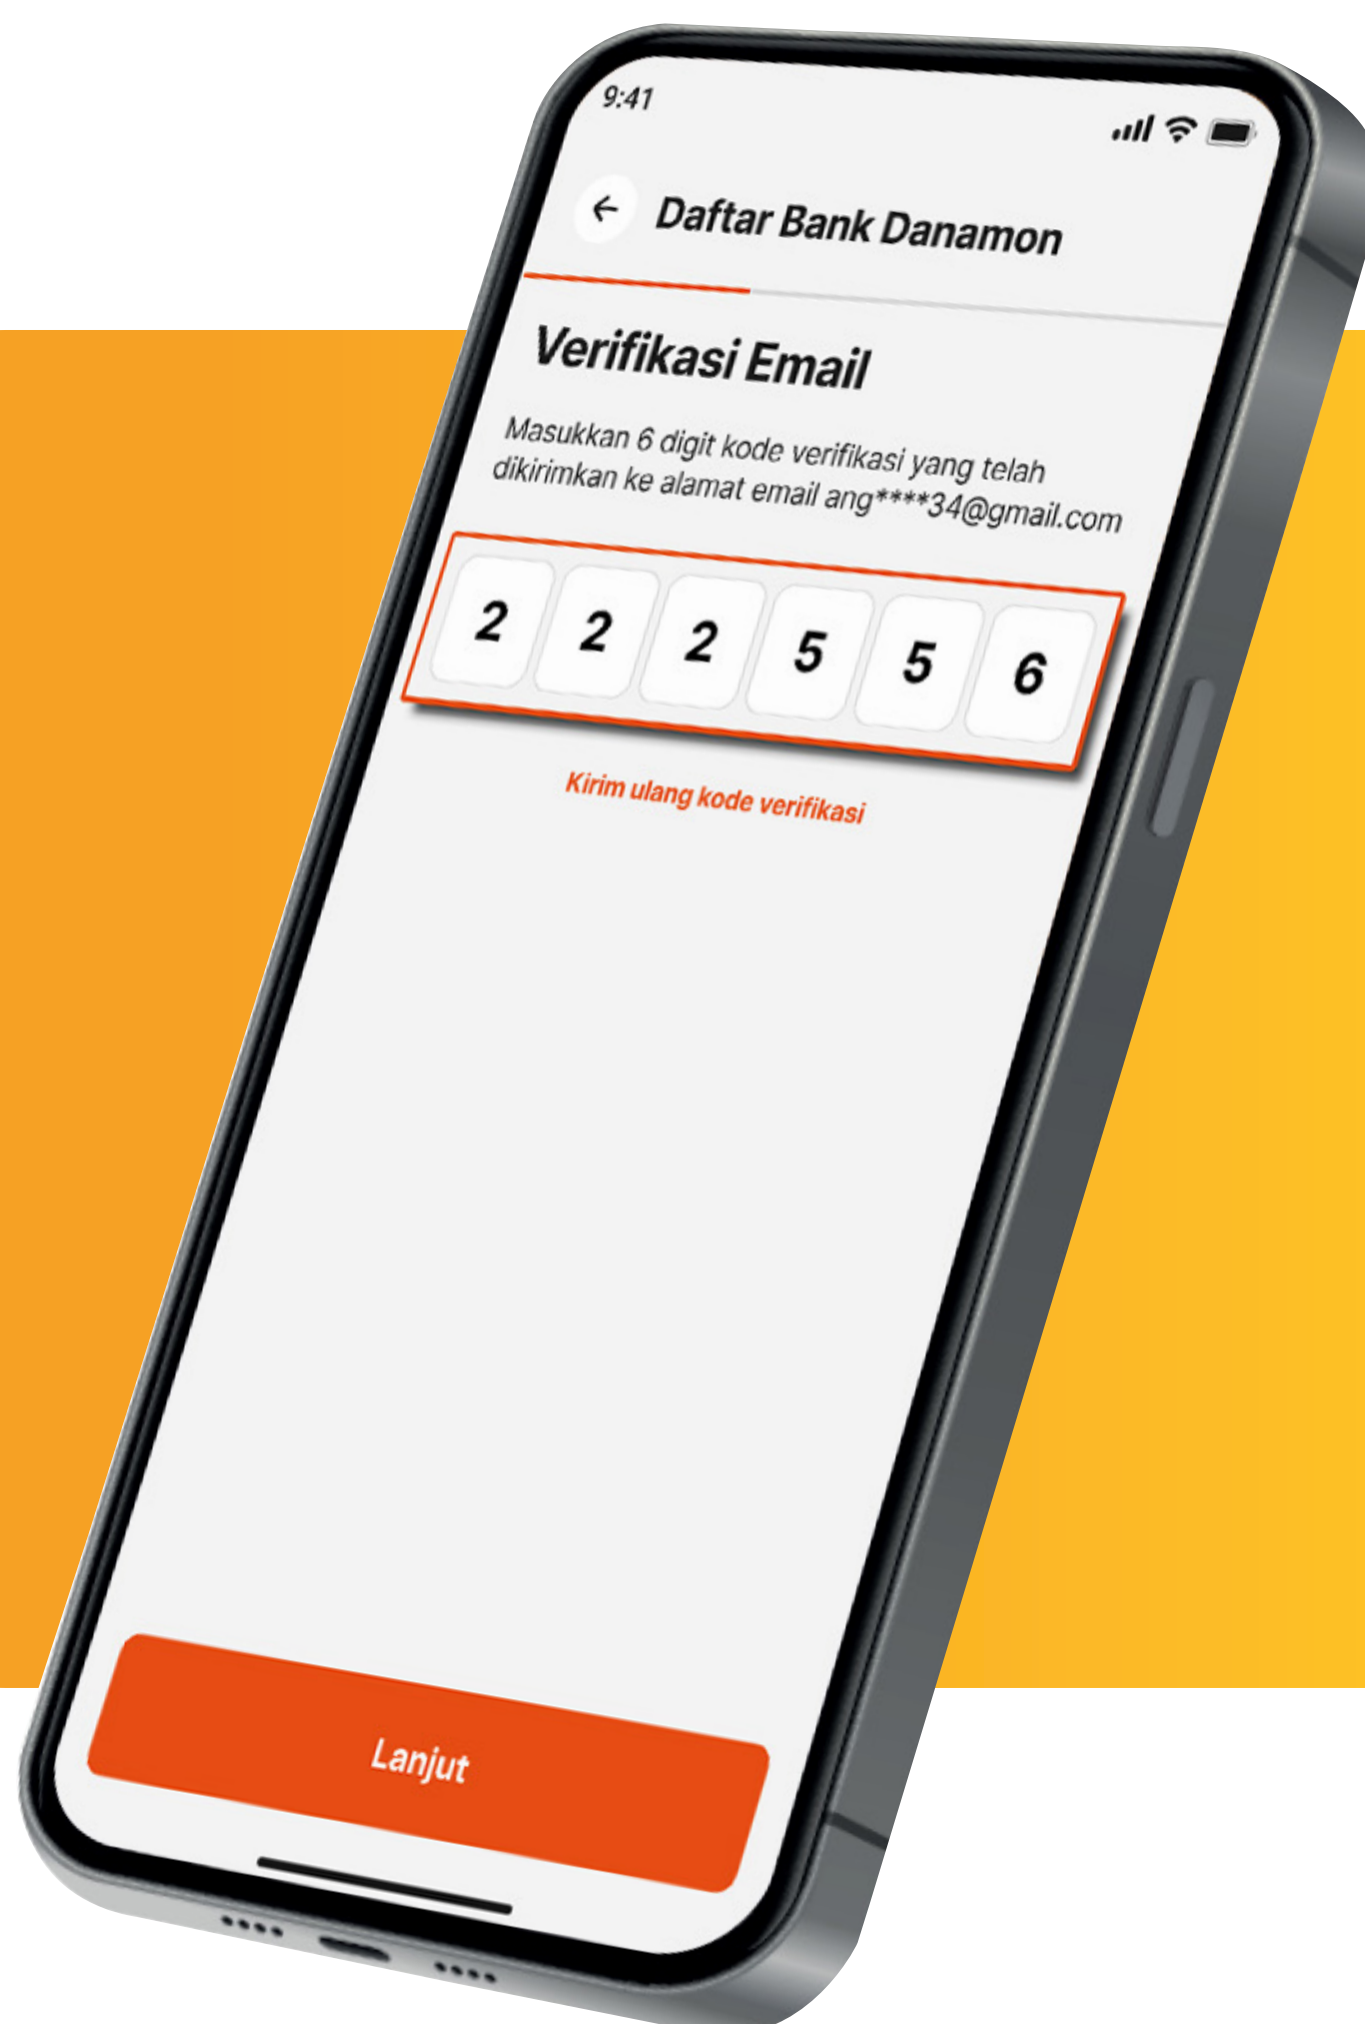 9:41
Daftar Bank Danamon
Verifikasi Email
Masukkan 6 digit kode verifikasi yang telah
dikirimkan ke alamat email ang****34@gmail.com
2 2 2 5 5 6
Kirim ulang kode verifikasi
Lanjut